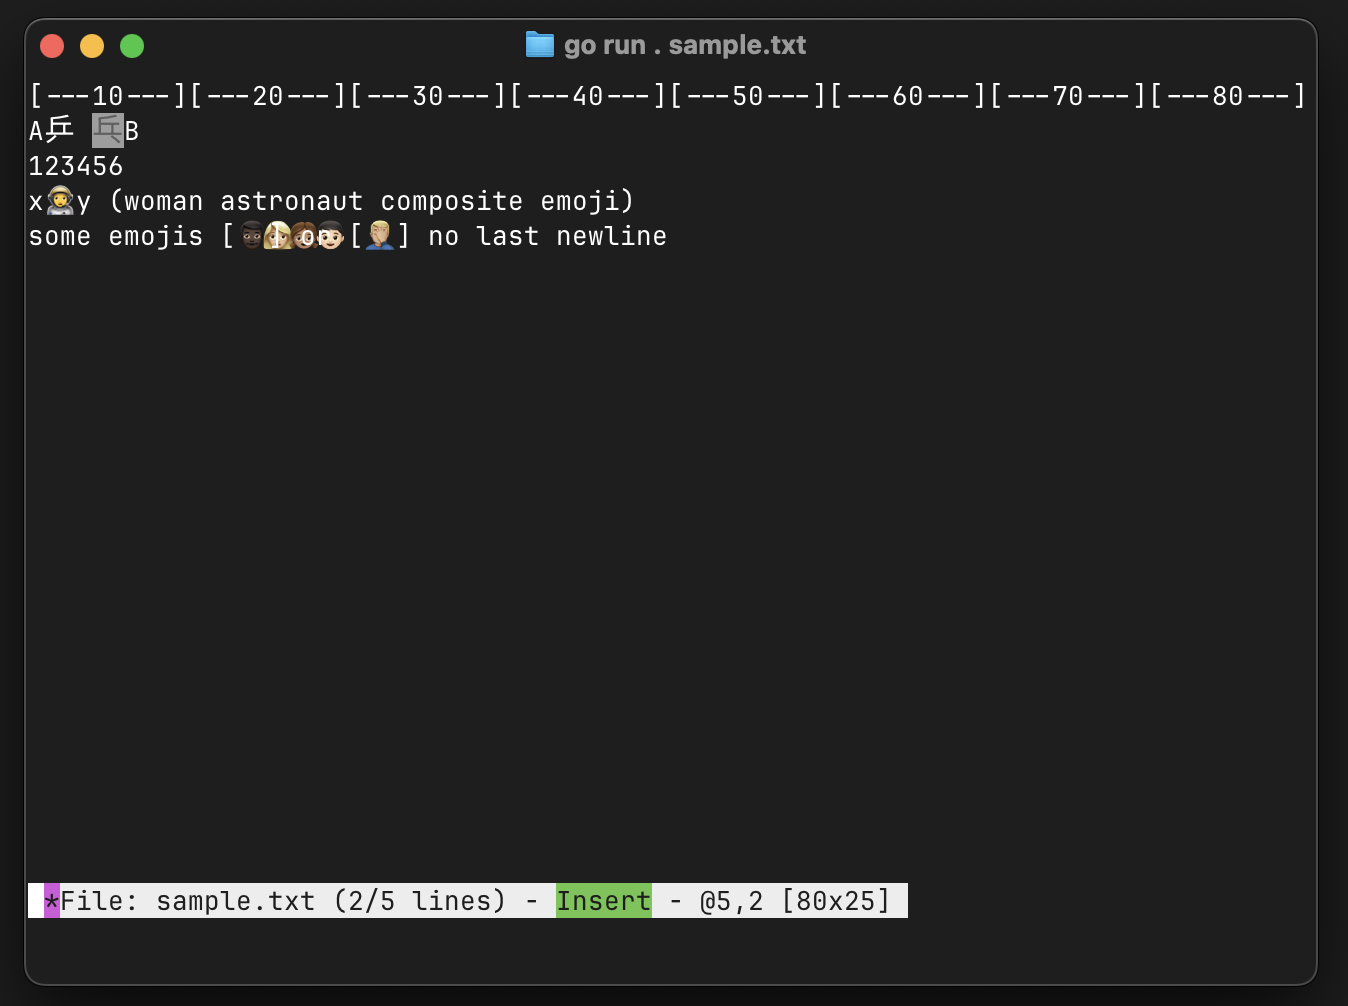 go run . sample.txt
[---10---][---20---][---30---][---40---][---50---][---60---][---70---][---80---]
A乒 乓B
123456
x👩‍🚀y (woman astronaut composite emoji)
some emojis [👨🏿👩🏼👩🏽👦🏻] or [🤦🏼‍♂️] no last newline
*File: sample.txt (2/5 lines) - Insert - @5,2 [80x25]